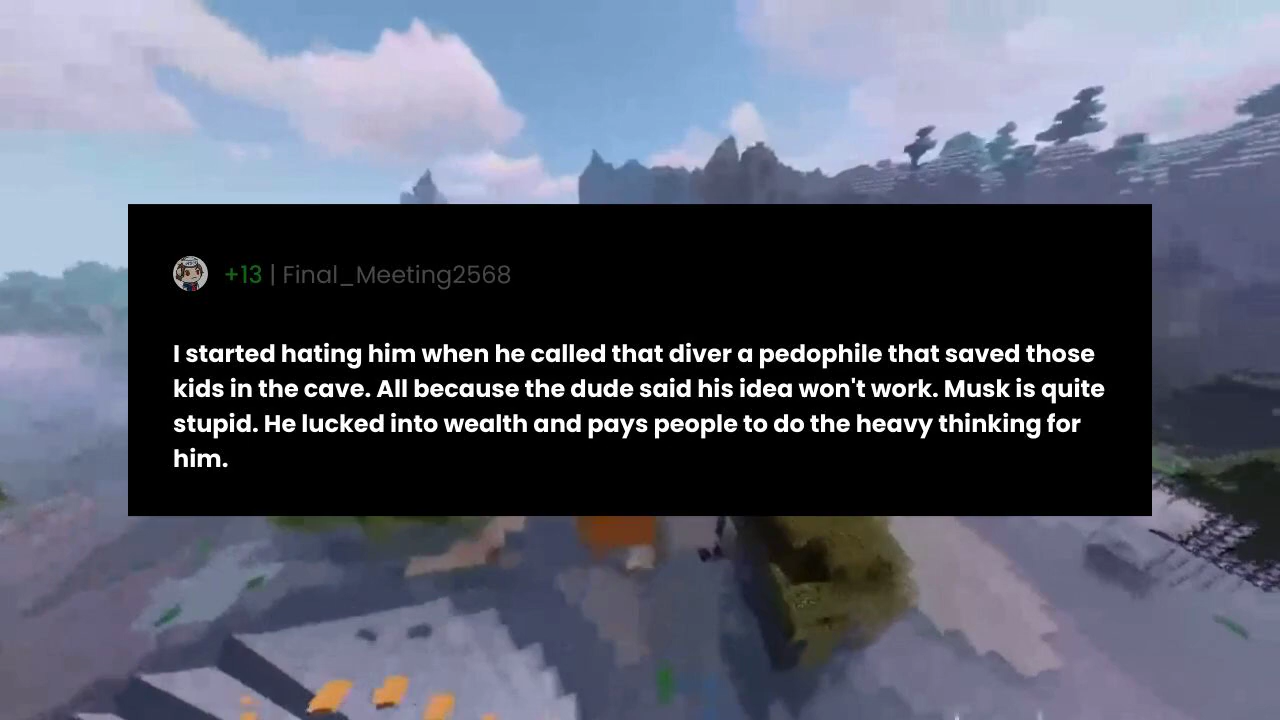 +13 | Final_Meeting2568
I started hating him when he called that diver a pedophile that saved those
kids in the cave. All because the dude said his idea won't work. Musk is quite
stupid. He lucked into wealth and pays people to do the heavy thinking for
him.